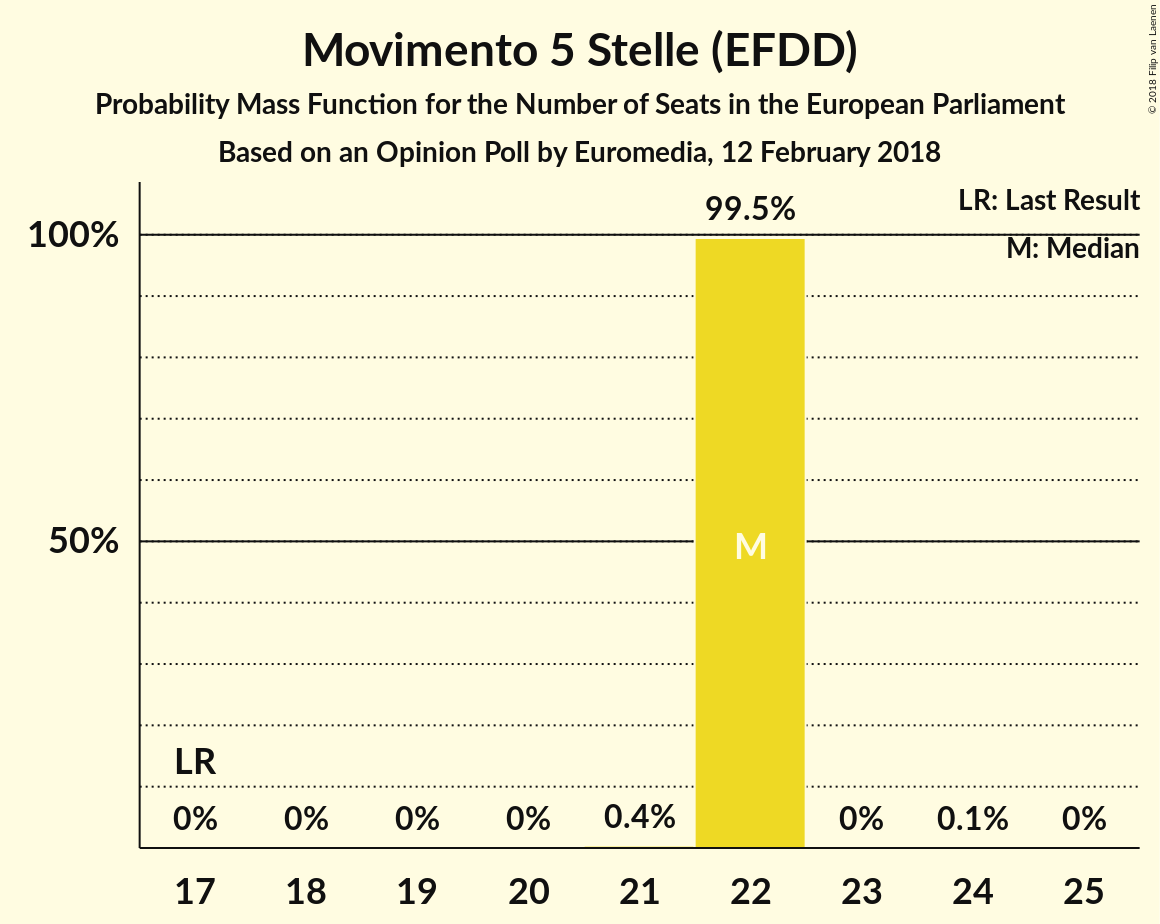 Movimento 5 Stelle (EFDD)
Probability Mass Function for the Number of Seats in the European Parliament
Based on an Opinion Poll by Euromedia, 12 February 2018
© 2018 Filip van Laenen
LR: Last Result
M: Median
99.5%
100%
50%
M
LR
0% 0% 0% 0% 0.4% 0% 0.1% 0%
17 18 19 20 21 22 23 24 25